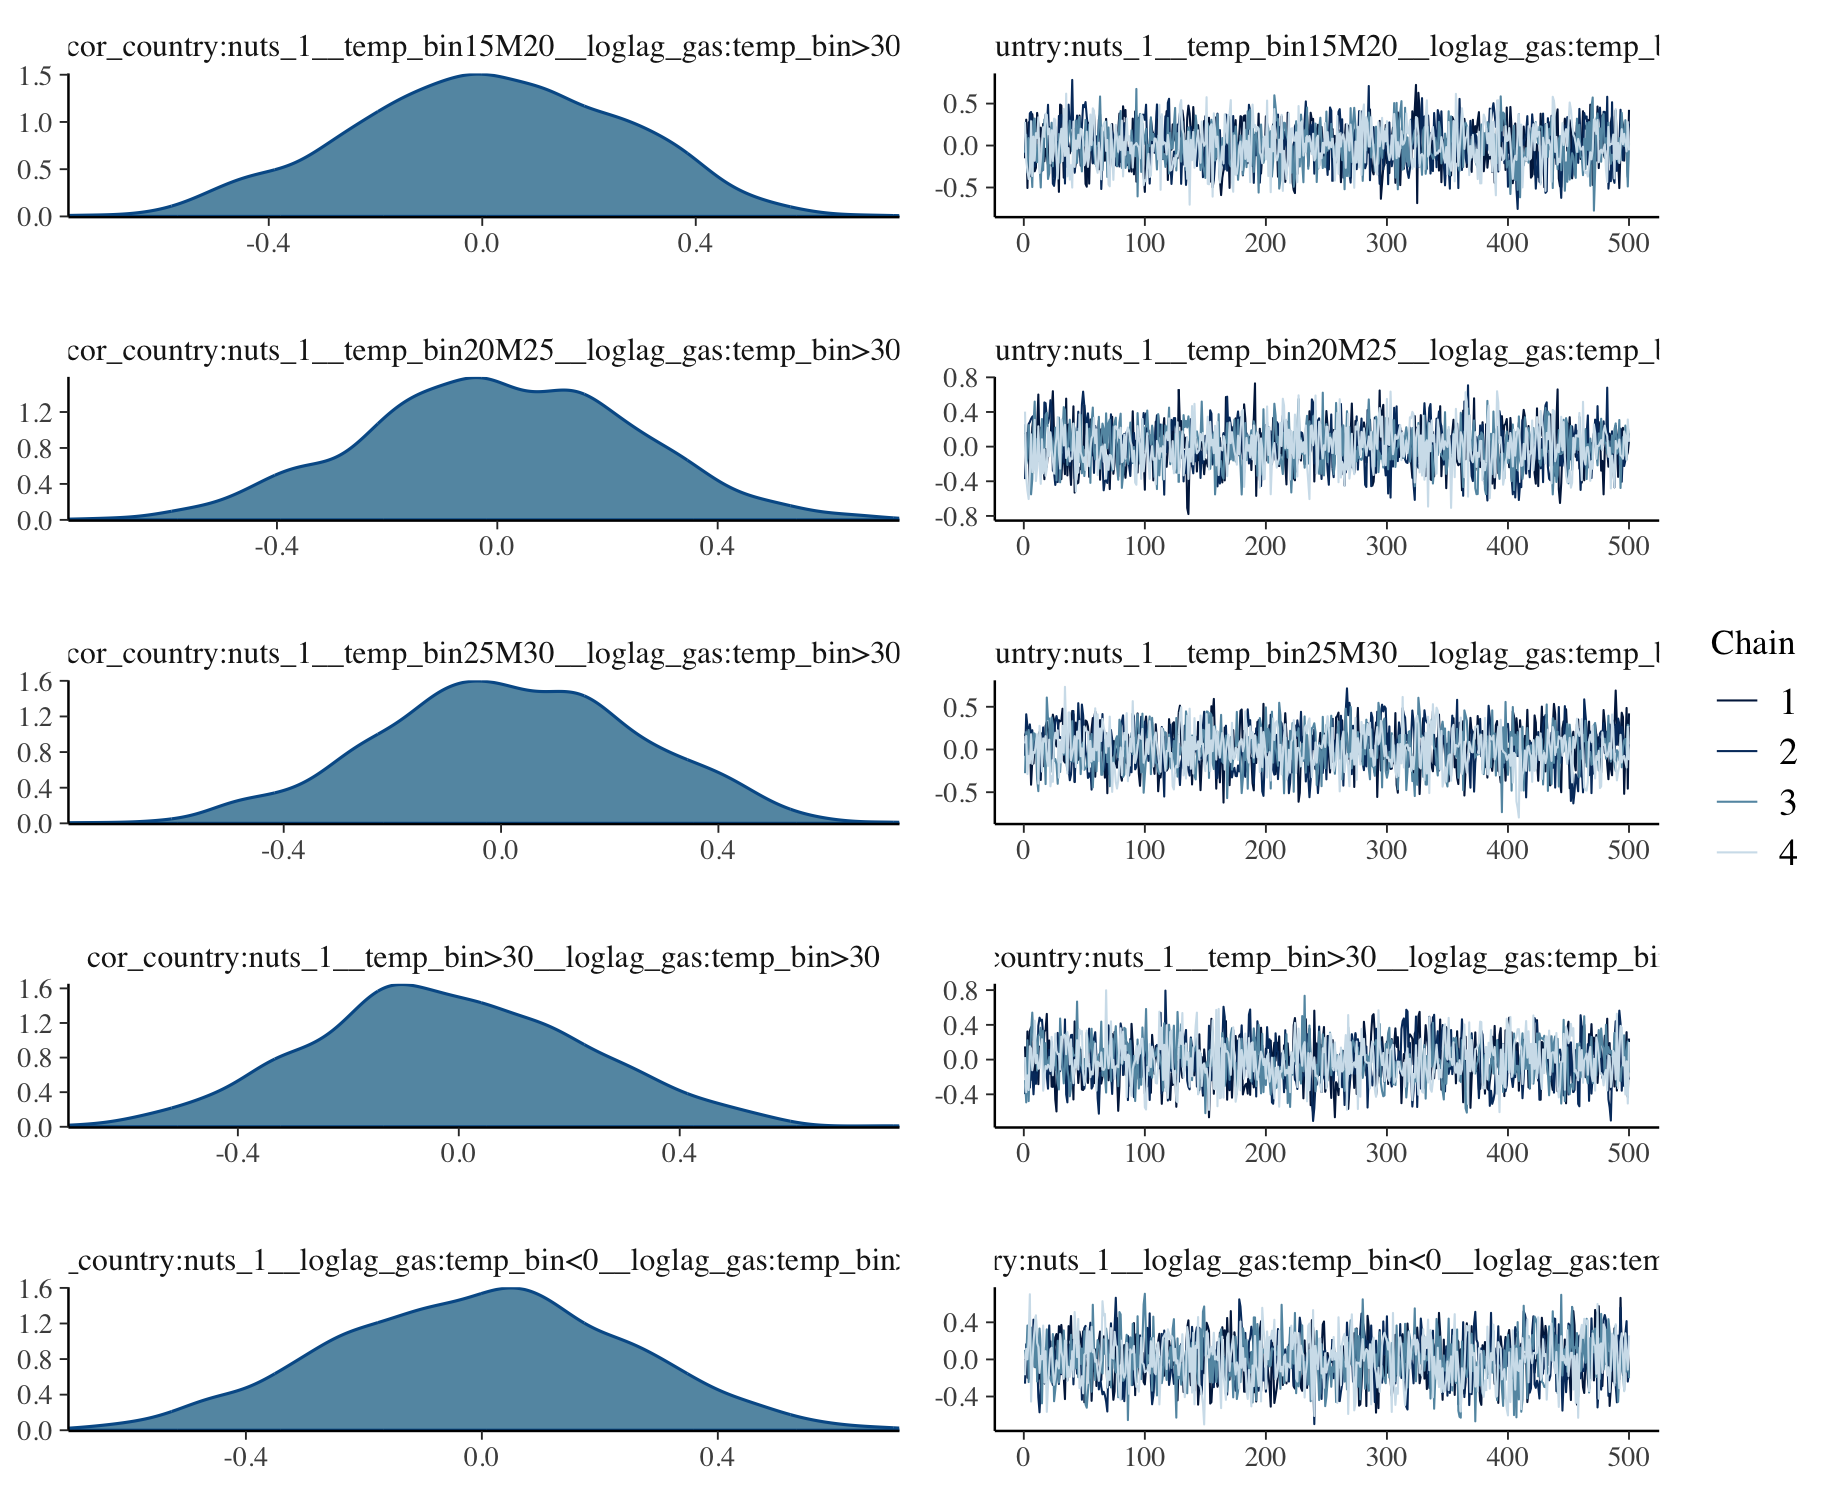 cor_country:nuts_1__temp_bin15M20__loglag_gas:temp_bin>30
untry:nuts_1__temp_bin15M20__loglag_gas:temp_b
1.5
1.0
0.5
0.0
-0.4 0.0 0.4
0.5
0.0
-0.5
0 100 200 300 400 500
cor_country:nuts_1__temp_bin20M25__loglag_gas:temp_bin>30
untry:nuts_1__temp_bin20M25__loglag_gas:temp_b
1.2
0.8
0.4
0.0
-0.4 0.0 0.4
0.8
0.4
0.0
-0.4
-0.8
0 100 200 300 400 500
cor_country:nuts_1__temp_bin25M30__loglag_gas:temp_bin>30
untry:nuts_1__temp_bin25M30__loglag_gas:temp_b
1.6
1.2
0.8
0.4
0.0
-0.4 0.0 0.4
0.5
0.0
-0.5
0 100 200 300 400 500
Chain
1
2
3
4
cor_country:nuts_1__temp_bin>30__loglag_gas:temp_bin>30
country:nuts_1__temp_bin>30__loglag_gas:temp_bi
1.6
1.2
0.8
0.4
0.0
-0.4 0.0 0.4
0.8
0.4
0.0
-0.4
0 100 200 300 400 500
_country:nuts_1__loglag_gas:temp_bin<0__loglag_gas:temp_bin>
ry:nuts_1__loglag_gas:temp_bin<0__loglag_gas:tem
1.6
1.2
0.8
0.4
0.0
-0.4 0.0 0.4
0.4
0.0
-0.4
0 100 200 300 400 500